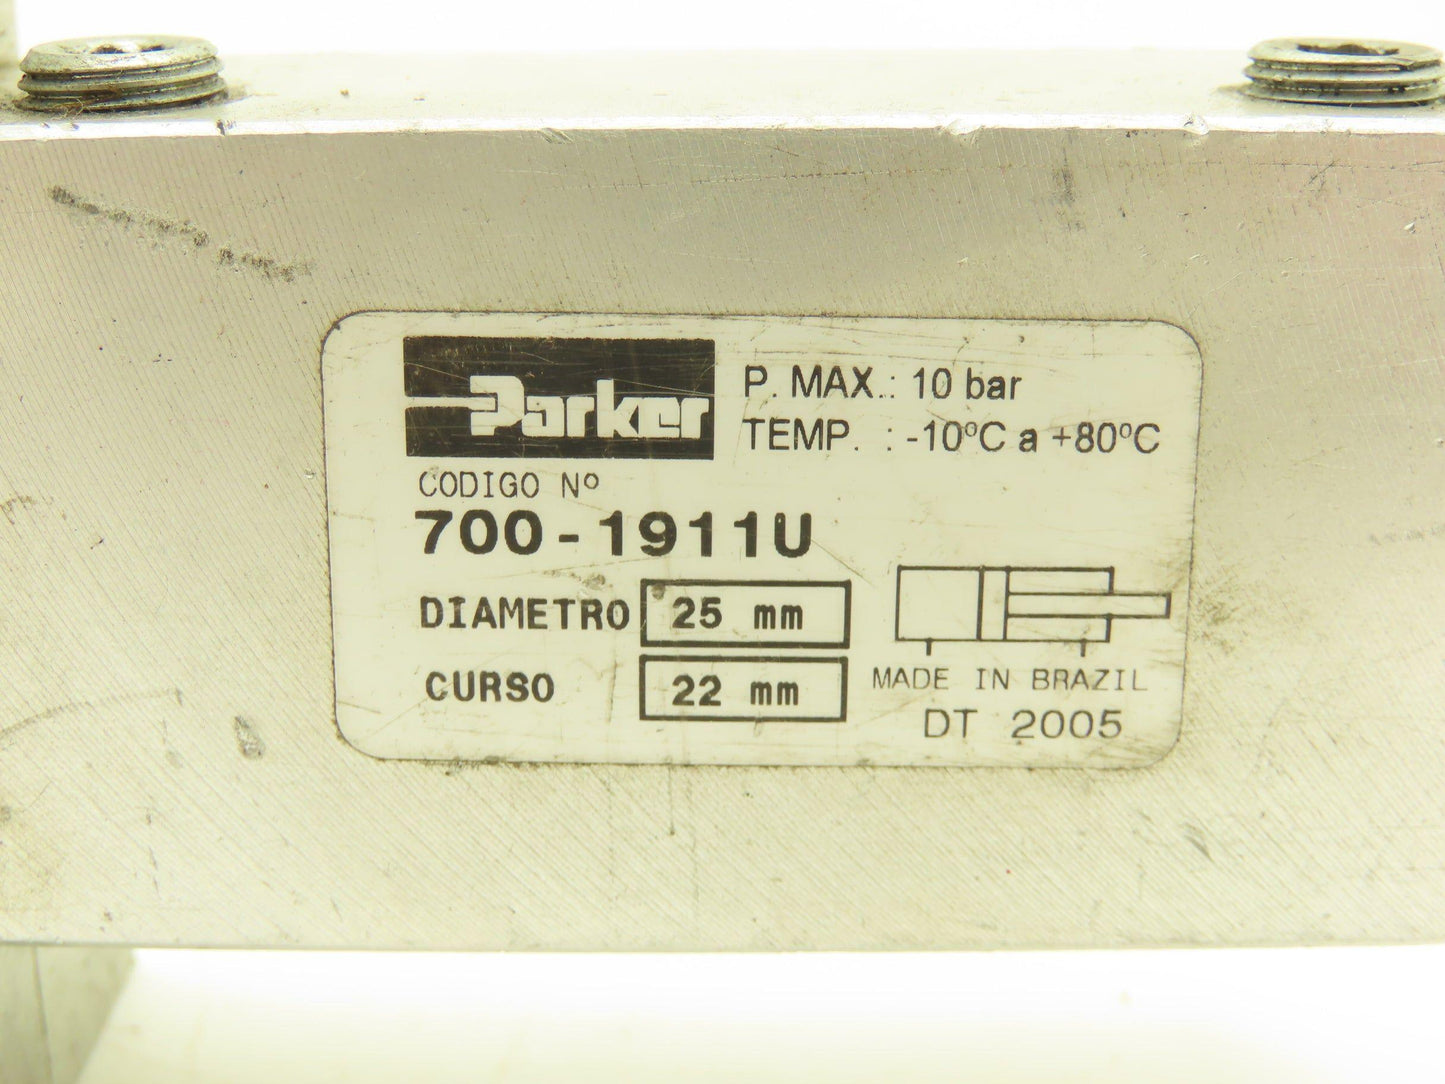 Parker
P. MAX.: 10 bar
TEMP. : -10ºC a +80ºC
CODIGO Nº
700-1911U
DIAMETRO 25 mm
CURSO 22 mm
MADE IN BRAZIL
DT 2005